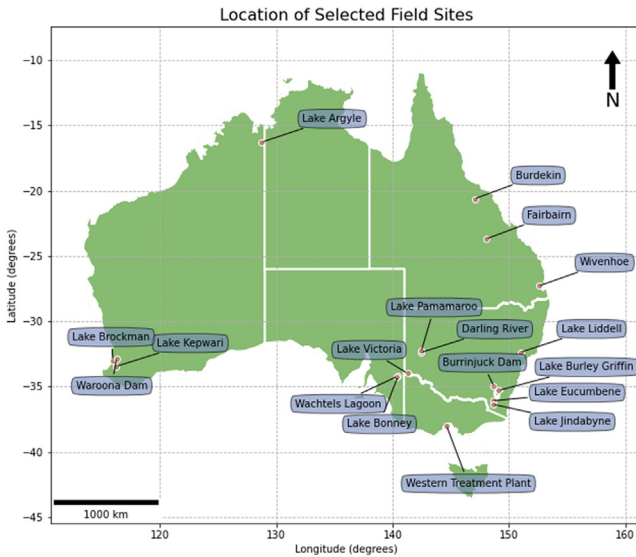 Location of Selected Field Sites
−10
N
Lake Argyle
−15
Burdekin
−20
Fairbairn
−25
Wivenhoe
Latitude (degrees)
Lake Pamamaroo
−30
Lake Brockman
Lake Kepwari
Darling River
Lake Liddell
Lake Victoria
Burrinjuck Dam
Lake Burley Griffin
−35
Waroona Dam
Lake Eucumbene
Wachtels Lagoon
Lake Bonney
Lake Jindabyne
−40
Western Treatment Plant
1000 km
−45
120
130
140
150
160
Longitude (degrees)